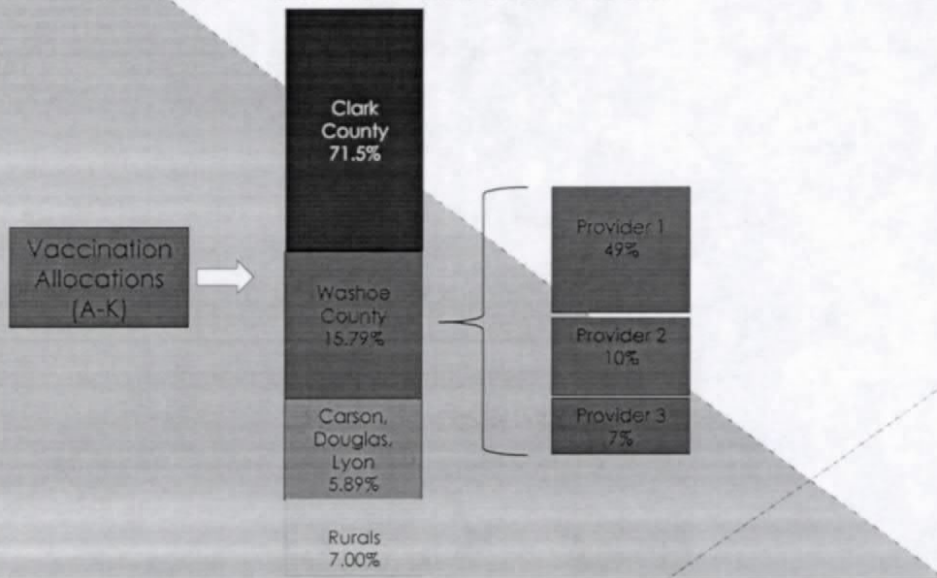 Vaccination
Allocations
(A-K)
Clark
County
71.5%
Washoe
County
15.79%
Carson,
Douglas,
Lyon
5.89%
Rurals
7.00%
Provider 1
49%
Provider 2
10%
Provider 3
7%